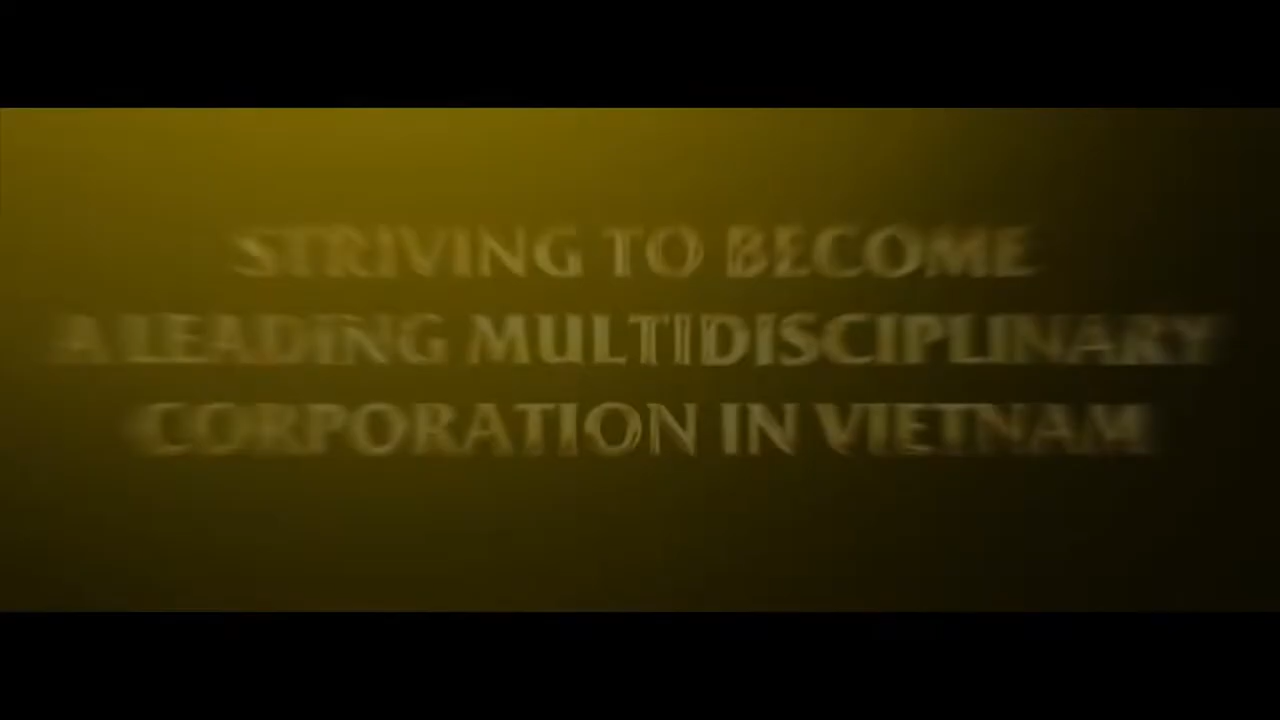 STRIVING TO BECOME
A LEADING MULTIDISCIPLINARY
CORPORATION IN VIETNAM